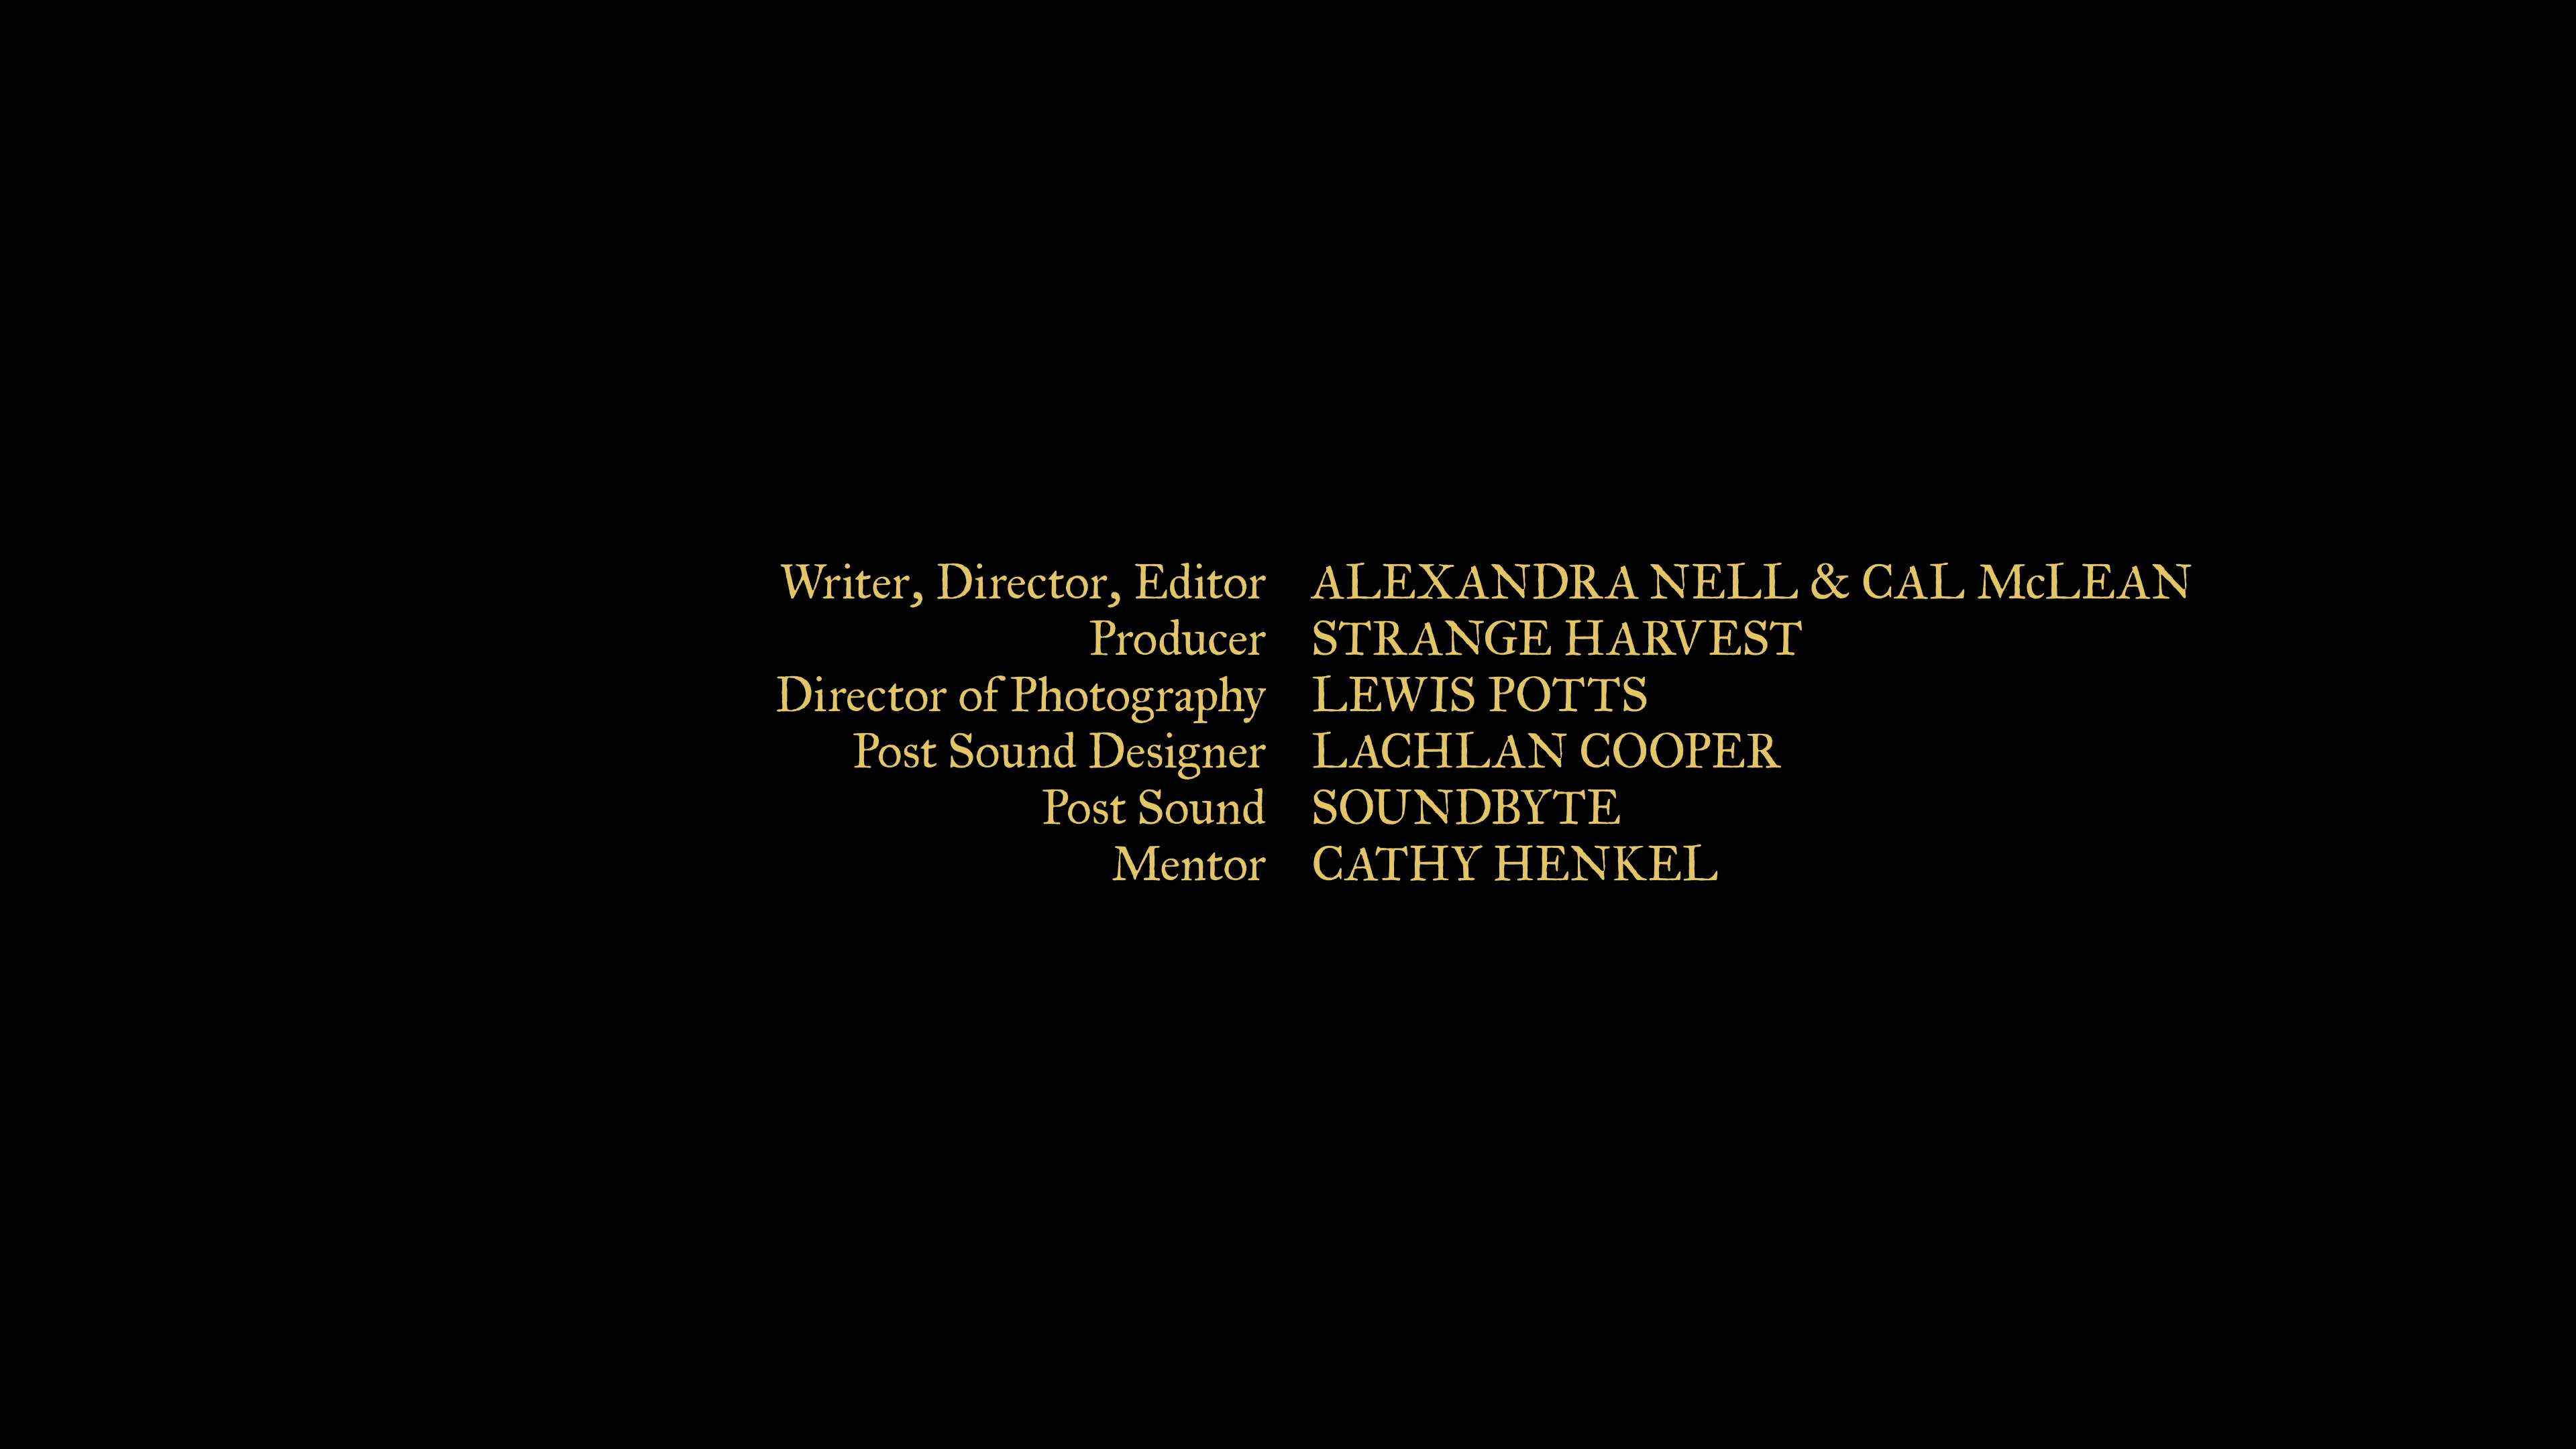 Writer, Director, Editor ALEXANDRA NELL & CAL McLEAN
Producer STRANGE HARVEST
Director of Photography LEWIS POTTS
Post Sound Designer LACHLAN COOPER
Post Sound SOUNDBYTE
Mentor CATHY HENKEL